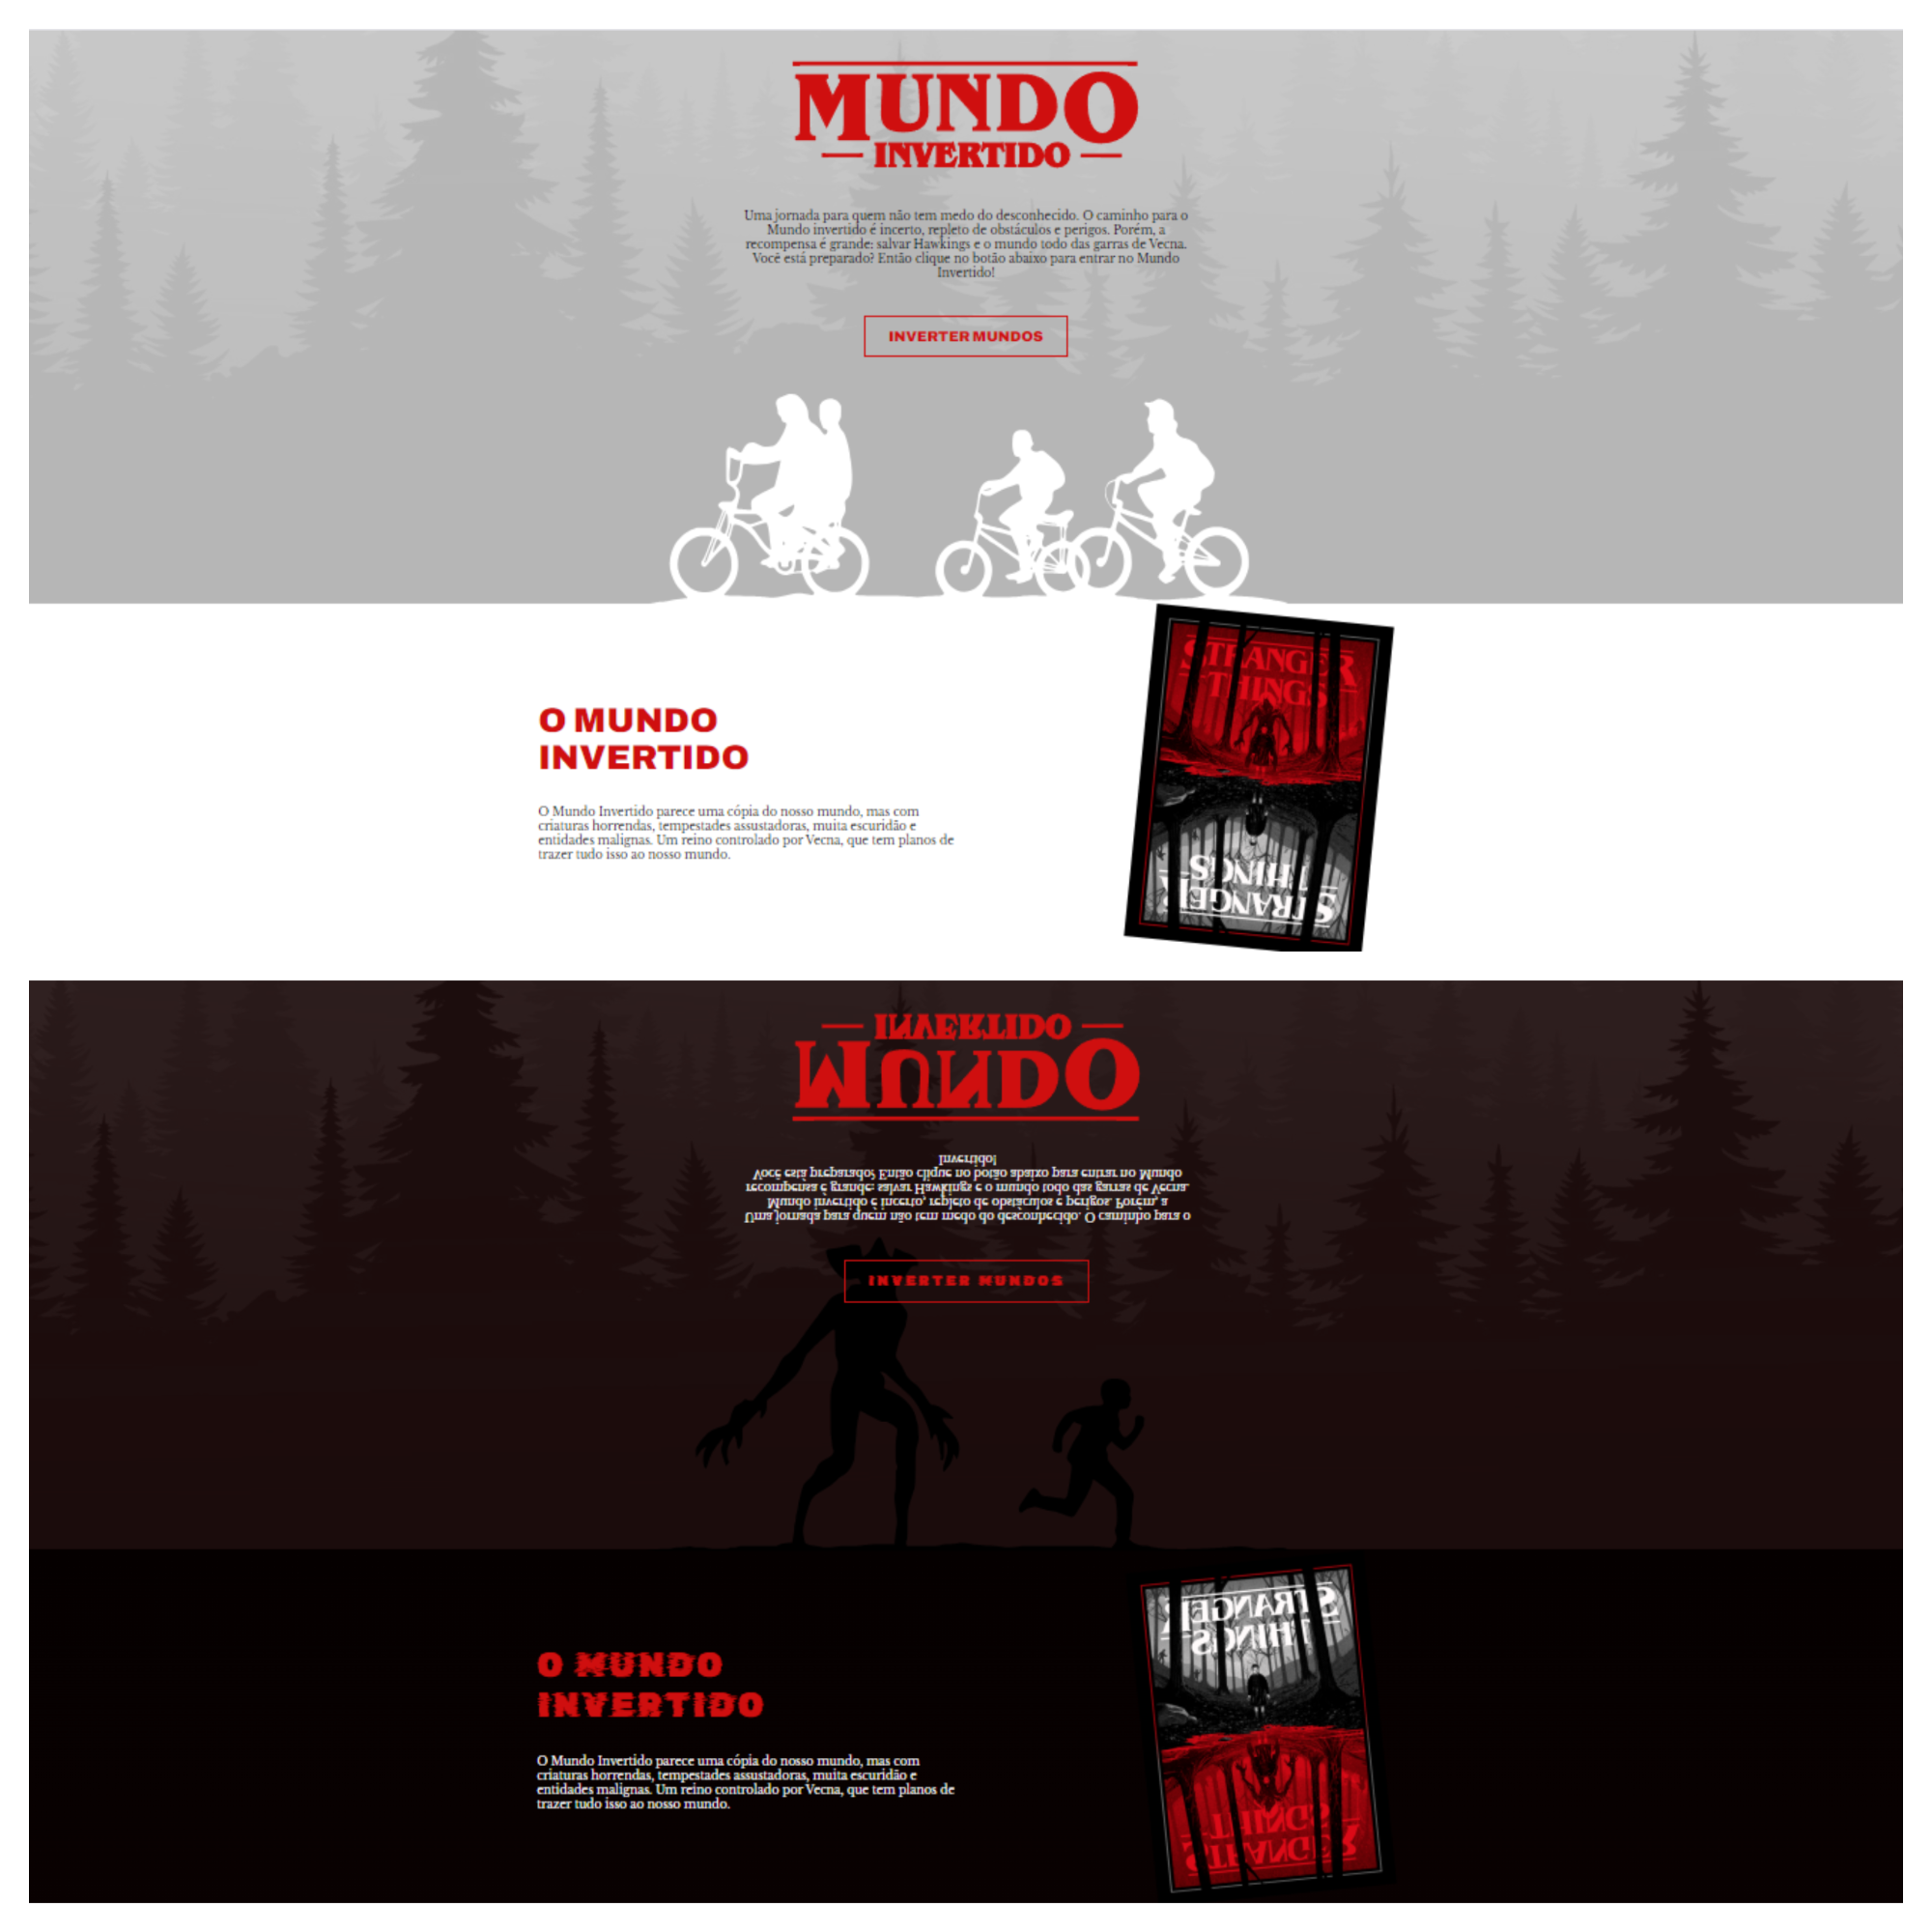 MUNDO
INVERTIDO
Uma jornada para quem não tem medo do desconhecido. O caminho para o
Mundo invertido é incerto, repleto de obstáculos e perigos. Porém, a
recompensa é grande: salvar Hawkings e o mundo todo das garras de Vecna.
Você está preparado? Então clique no botão abaixo para entrar no Mundo
Invertido!
INVERTER MUNDOS
O MUNDO
INVERTIDO
O Mundo Invertido parece uma cópia do nosso mundo, mas com
criaturas horrendas, tempestades assustadoras, muita escuridão e
entidades malignas. Um reino controlado por Vecna, que tem planos de
trazer tudo isso ao nosso mundo.
STRANGER
THINGS
THINGS
STRANGER
INVERTIDO
MUNDO
Invertido!
Você está preparado? Então clique no botão abaixo para entrar no Mundo
recompensa é grande: salvar Hawkings e o mundo todo das garras de Vecna.
Mundo invertido é incerto, repleto de obstáculos e perigos. Porém, a
Uma jornada para quem não tem medo do desconhecido. O caminho para o
INVERTER MUNDOS
O MUNDO
INVERTIDO
O Mundo Invertido parece uma cópia do nosso mundo, mas com
criaturas horrendas, tempestades assustadoras, muita escuridão e
entidades malignas. Um reino controlado por Vecna, que tem planos de
trazer tudo isso ao nosso mundo.
STRANGER
THINGS
THINGS
STRANGER